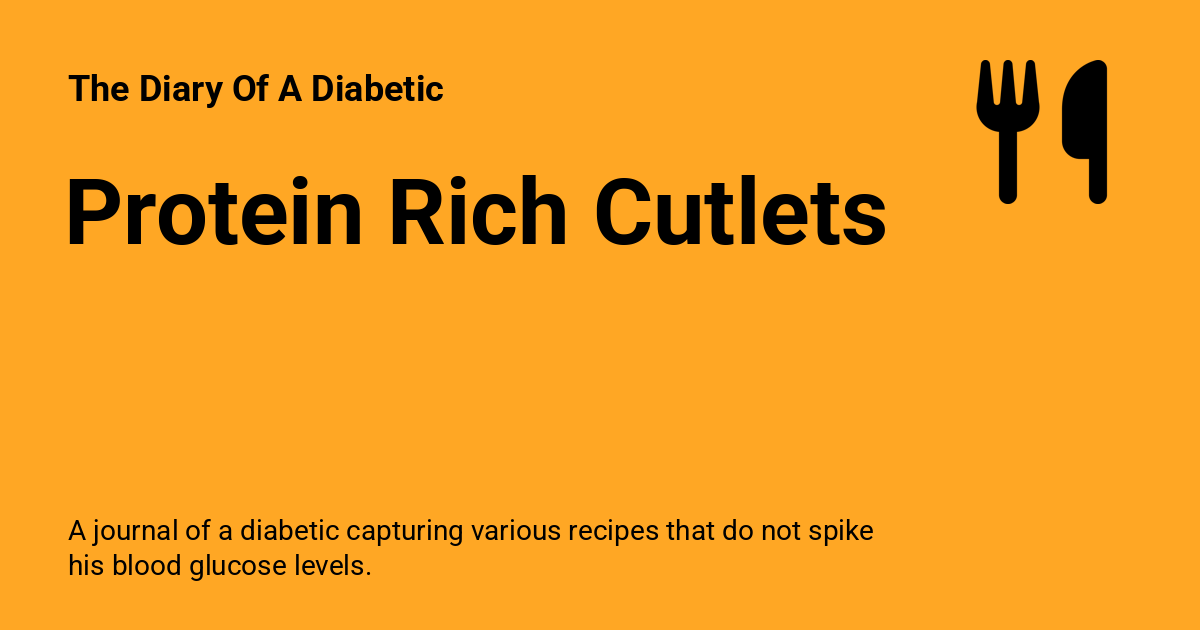 The Diary Of A Diabetic
Protein Rich Cutlets
A journal of a diabetic capturing various recipes that do not spike
his blood glucose levels.